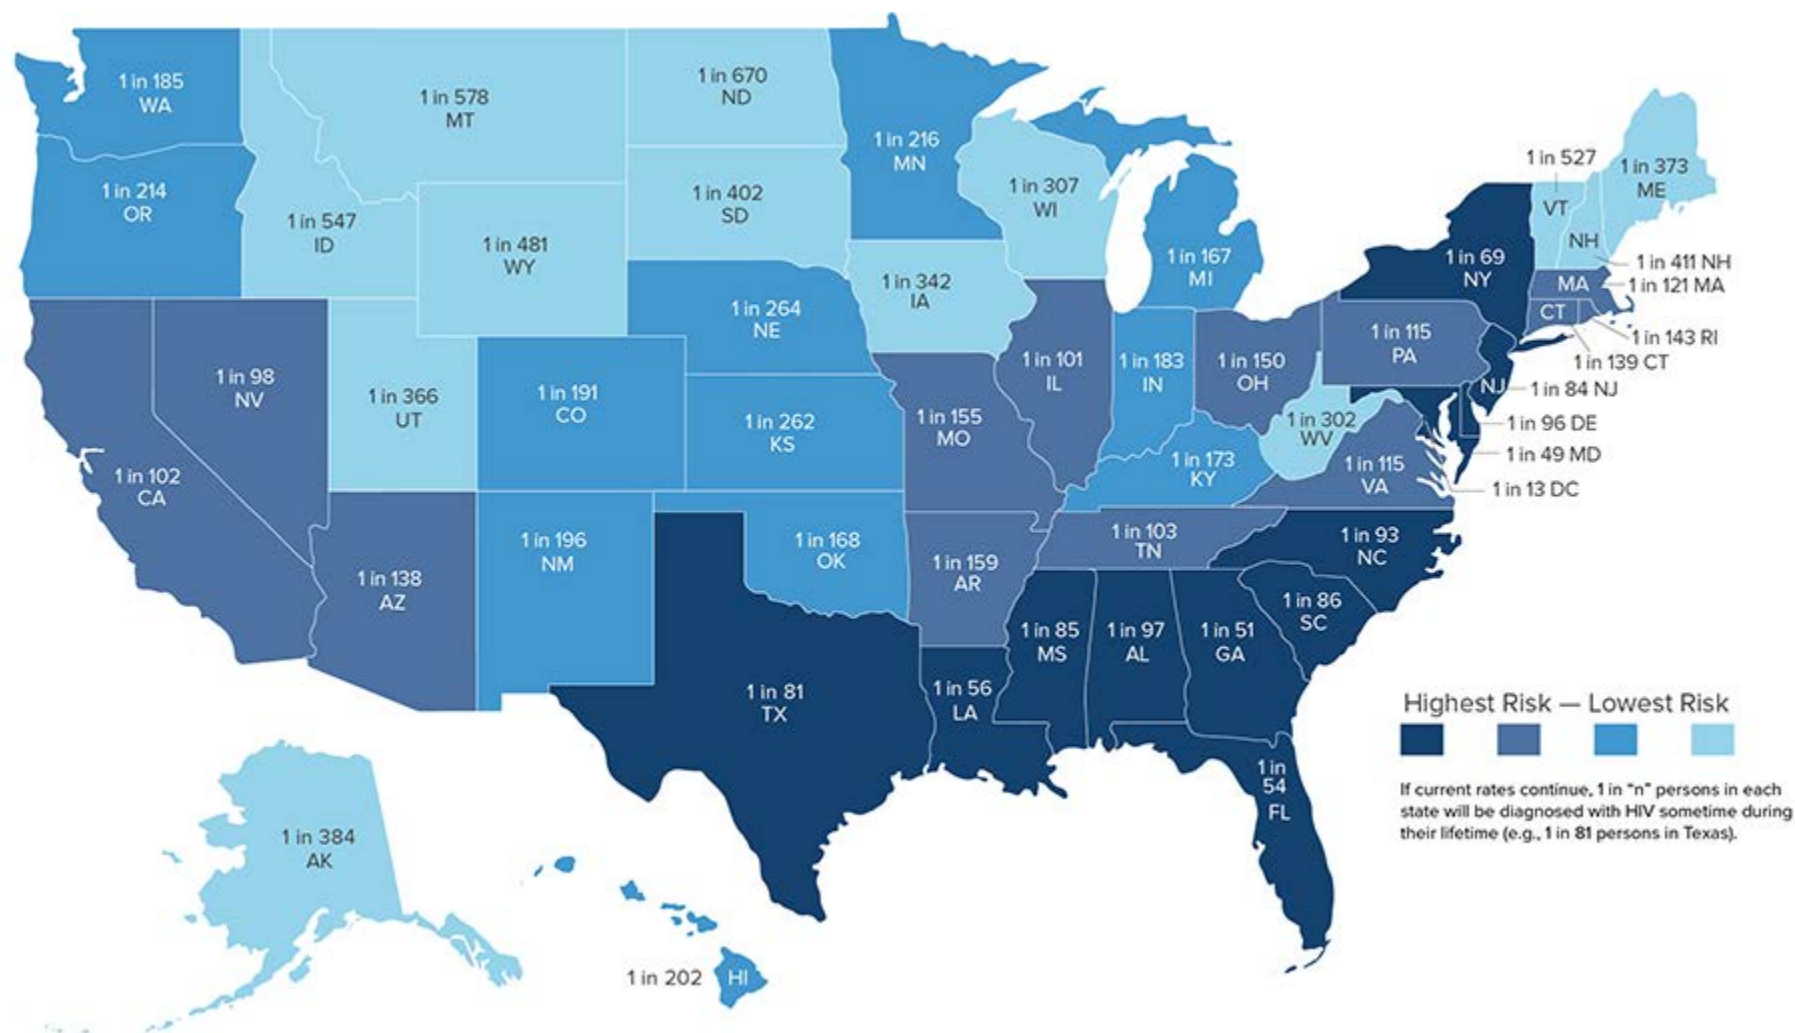 1 in 185
WA
1 in 578
MT
1 in 670
ND
1 in 216
MN
1 in 527
VT
1 in 373
ME
1 in 214
OR
1 in 547
ID
1 in 481
WY
1 in 402
SD
1 in 307
WI
1 in 167
MI
1 in 69
NY
NH
1 in 411 NH
MA
1 in 121 MA
CT
1 in 143 RI
1 in 139 CT
1 in 342
IA
1 in 264
NE
1 in 98
NV
1 in 366
UT
1 in 191
CO
1 in 262
KS
1 in 155
MO
1 in 101
IL
1 in 183
IN
1 in 150
OH
1 in 115
PA
NJ
1 in 84 NJ
1 in 96 DE
1 in 49 MD
1 in 13 DC
1 in 302
WV
1 in 173
KY
1 in 115
VA
1 in 102
CA
1 in 138
AZ
1 in 196
NM
1 in 168
OK
1 in 159
AR
1 in 103
TN
1 in 93
NC
1 in 86
SC
1 in 81
TX
1 in 56
LA
1 in 85
MS
1 in 97
AL
1 in 51
GA
1 in
54
FL
1 in 384
AK
1 in 202
HI
Highest Risk — Lowest Risk
If current rates continue, 1 in “n” persons in each
state will be diagnosed with HIV sometime during
their lifetime (e.g., 1 in 81 persons in Texas).